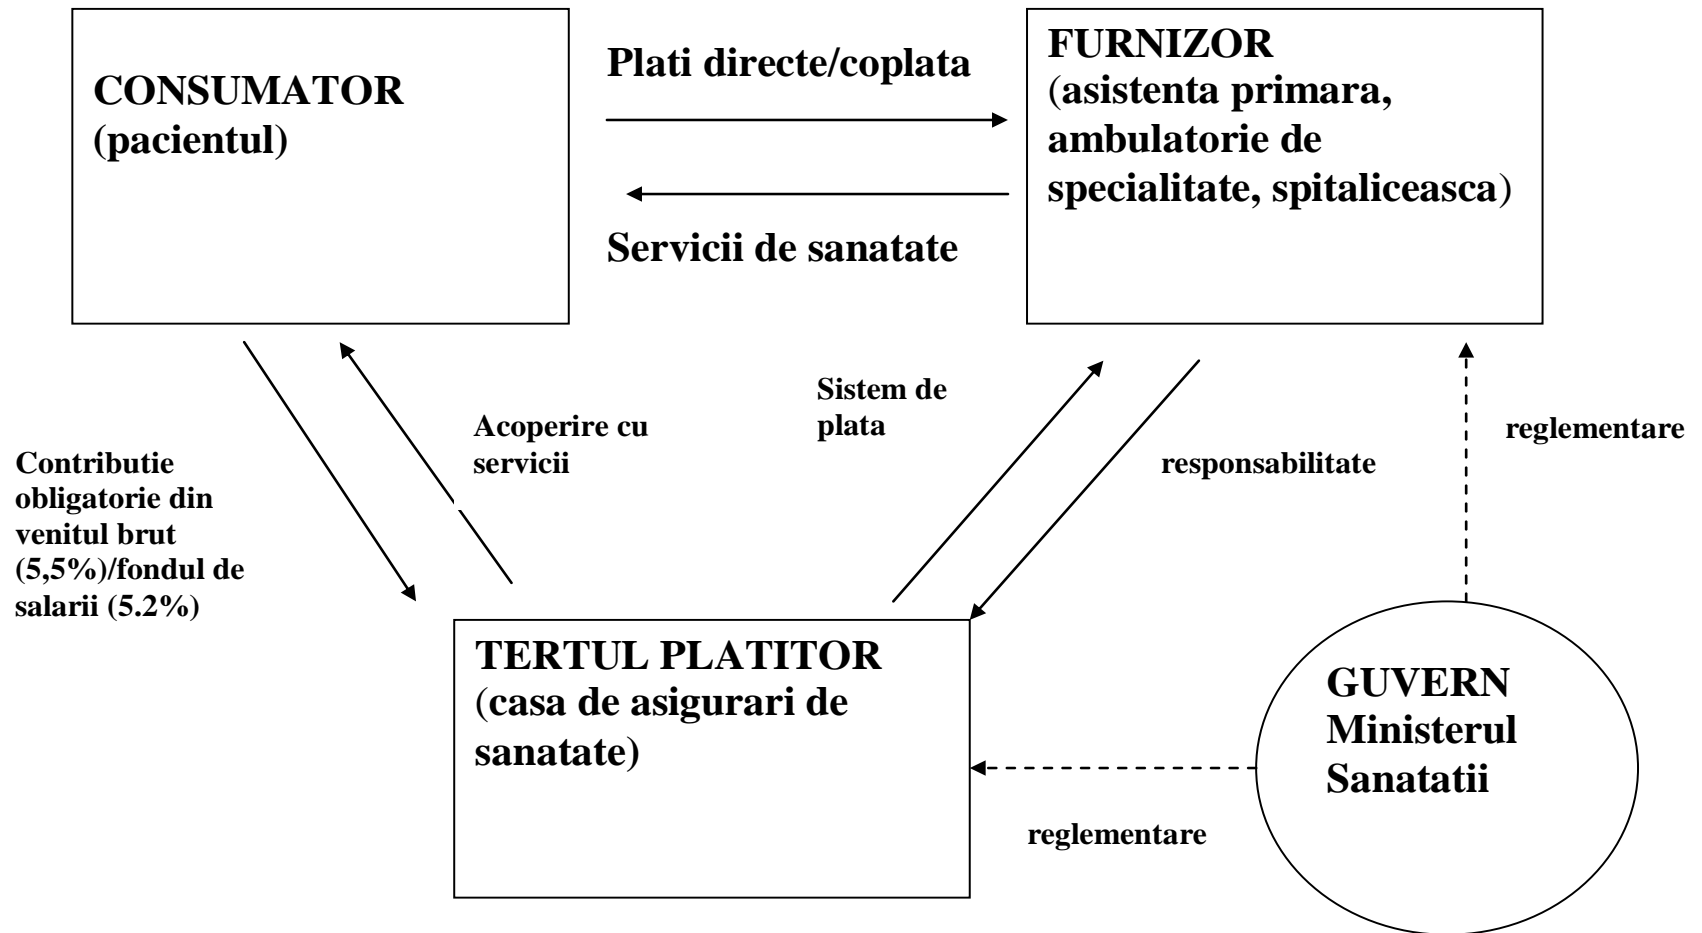 CONSUMATOR
(pacientul)
Plati directe/coplata
Servicii de sanatate
FURNIZOR
(asistenta primara,
ambulatorie de
specialitate, spitaliceasca)
Contributie
obligatorie din
venitul brut
(5,5%)/fondul de
salarii (5.2%)
Acoperire cu
servicii
Sistem de
plata
responsabilitate
reglementare
TERTUL PLATITOR
(casa de asigurari de
sanatate)
reglementare
GUVERN
Ministerul
Sanatatii